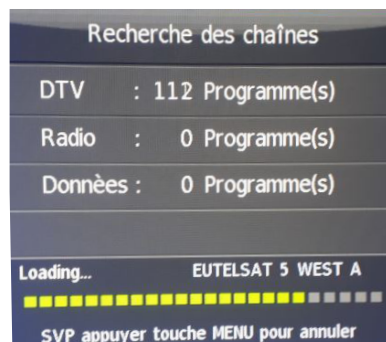 Recherche des chaînes
DTV : 112 Programme(s)
Radio : 0 Programme(s)
Donnèes : 0 Programme(s)
Loading... EUTELSAT 5 WEST A
SVP appuyer touche MENU pour annuler